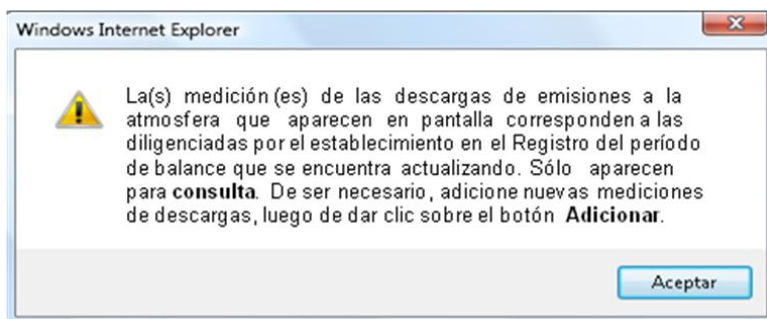 Windows Internet Explorer
La(s) medición (es) de las descargas de emisiones a la
atmosfera que aparecen en pantalla corresponden a las
diligenciadas por el establecimiento en el Registro del período
de balance que se encuentra actualizando. Sólo aparecen
para consulta. De ser necesario, adicione nuevas mediciones
de descargas, luego de dar clic sobre el botón Adicionar.
Aceptar